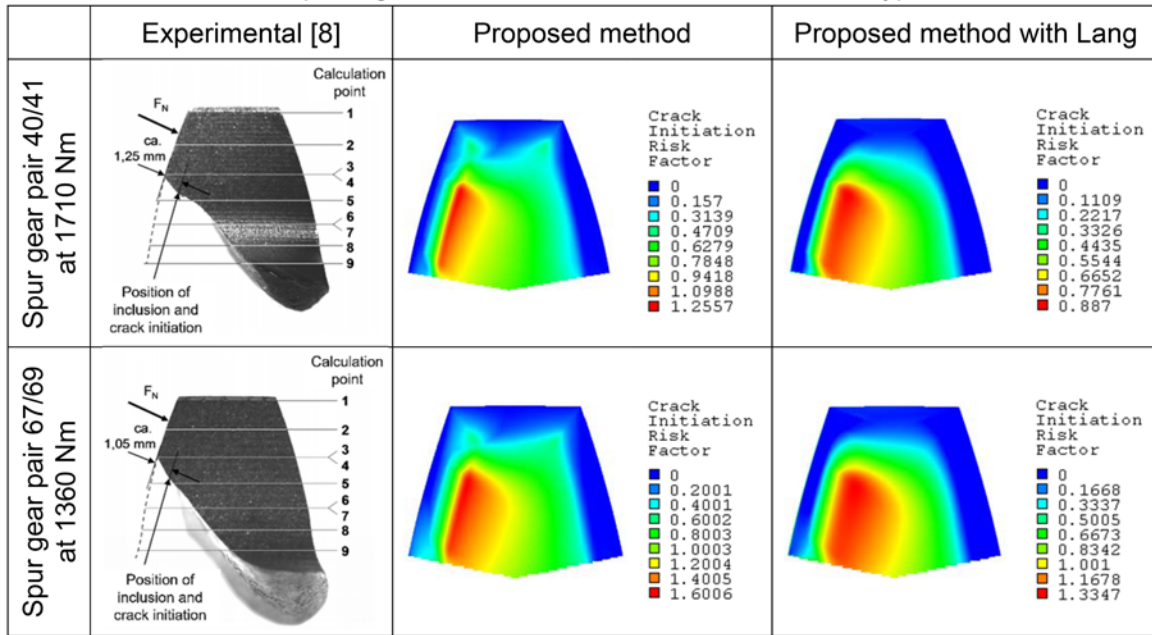 Experimental [8]
Proposed method
Proposed method with Lang
Spur gear pair 40/41
at 1710 Nm
Calculation
point
F_N
ca.
1,25 mm
1
2
3
4
5
6
7
8
9
Position of
inclusion and
crack initiation
Crack
Initiation
Risk
Factor
0
0.157
0.3139
0.4709
0.6279
0.7848
0.9418
1.0988
1.2557
Crack
Initiation
Risk
Factor
0
0.1109
0.2217
0.3326
0.4435
0.5544
0.6652
0.7761
0.887
Spur gear pair 67/69
at 1360 Nm
Calculation
point
F_N
ca.
1,05 mm
1
2
3
4
5
6
7
8
9
Position of
inclusion and
crack initiation
Crack
Initiation
Risk
Factor
0
0.2001
0.4001
0.6002
0.8003
1.0003
1.2004
1.4005
1.6006
Crack
Initiation
Risk
Factor
0
0.1668
0.3337
0.5005
0.6673
0.8342
1.001
1.1678
1.3347